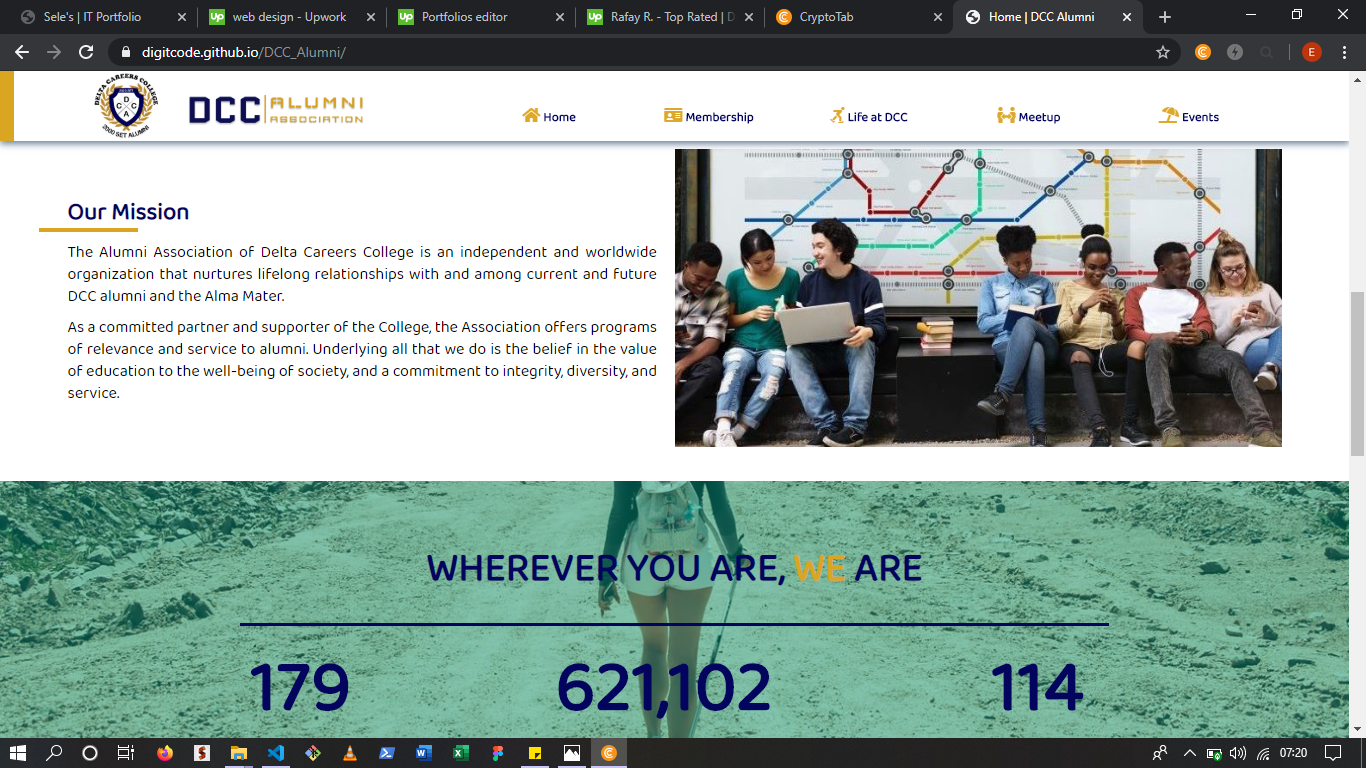 Sele's | IT Portfolio
web design - Upwork
Portfolios editor
Rafay R. - Top Rated | D
CryptoTab
Home | DCC Alumni
digitcode.github.io/DCC_Alumni/
E
DELTA CAREERS COLLEGE
2000 SET ALUMNI
DCC ALUMNI
ASSOCIATION
Home
Membership
Life at DCC
Meetup
Events
Our Mission
The Alumni Association of Delta Careers College is an independent and worldwide
organization that nurtures lifelong relationships with and among current and future
DCC alumni and the Alma Mater.
As a committed partner and supporter of the College, the Association offers programs
of relevance and service to alumni. Underlying all that we do is the belief in the value
of education to the well-being of society, and a commitment to integrity, diversity, and
service.
WHEREVER YOU ARE, WE ARE
179
621,102
114
07:20